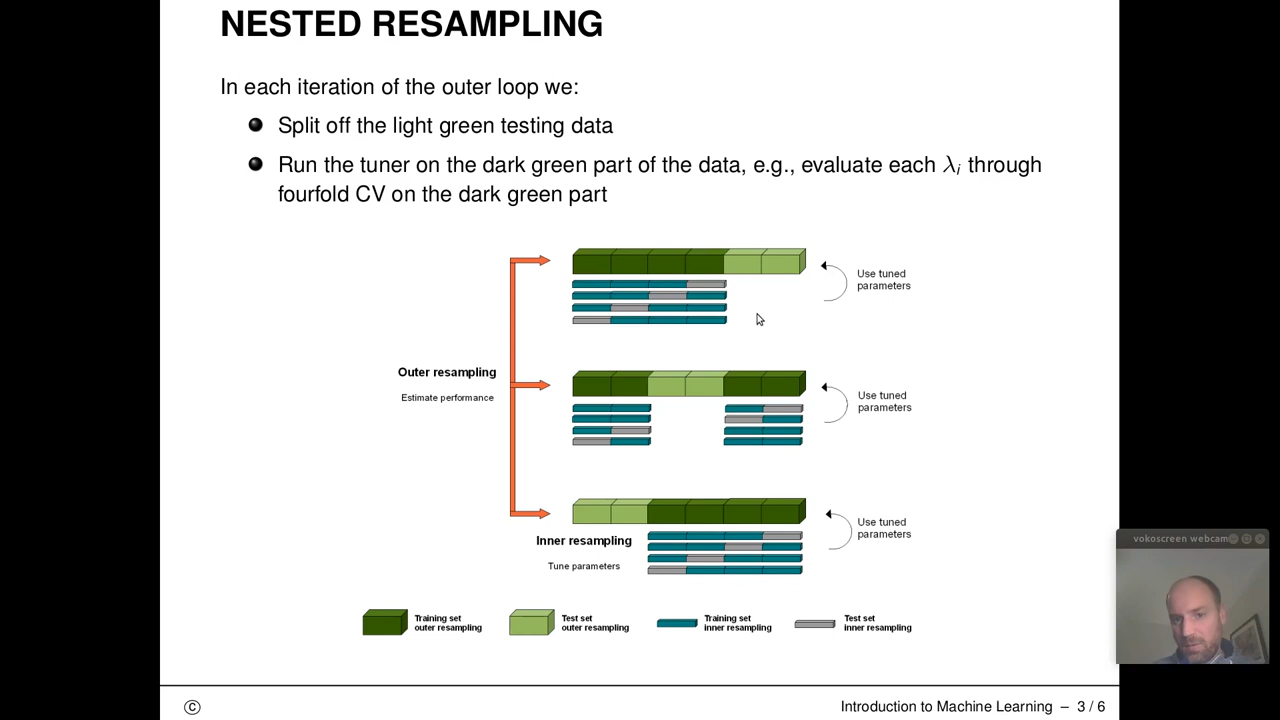 NESTED RESAMPLING
In each iteration of the outer loop we:
Split off the light green testing data
Run the tuner on the dark green part of the data, e.g., evaluate each λi through
fourfold CV on the dark green part
Use tuned
parameters
Outer resampling
Estimate performance
Use tuned
parameters
Use tuned
parameters
Inner resampling
Tune parameters
Training set
outer resampling
Test set
outer resampling
Training set
inner resampling
Test set
inner resampling
vokoscreen webcam
© Introduction to Machine Learning – 3 / 6